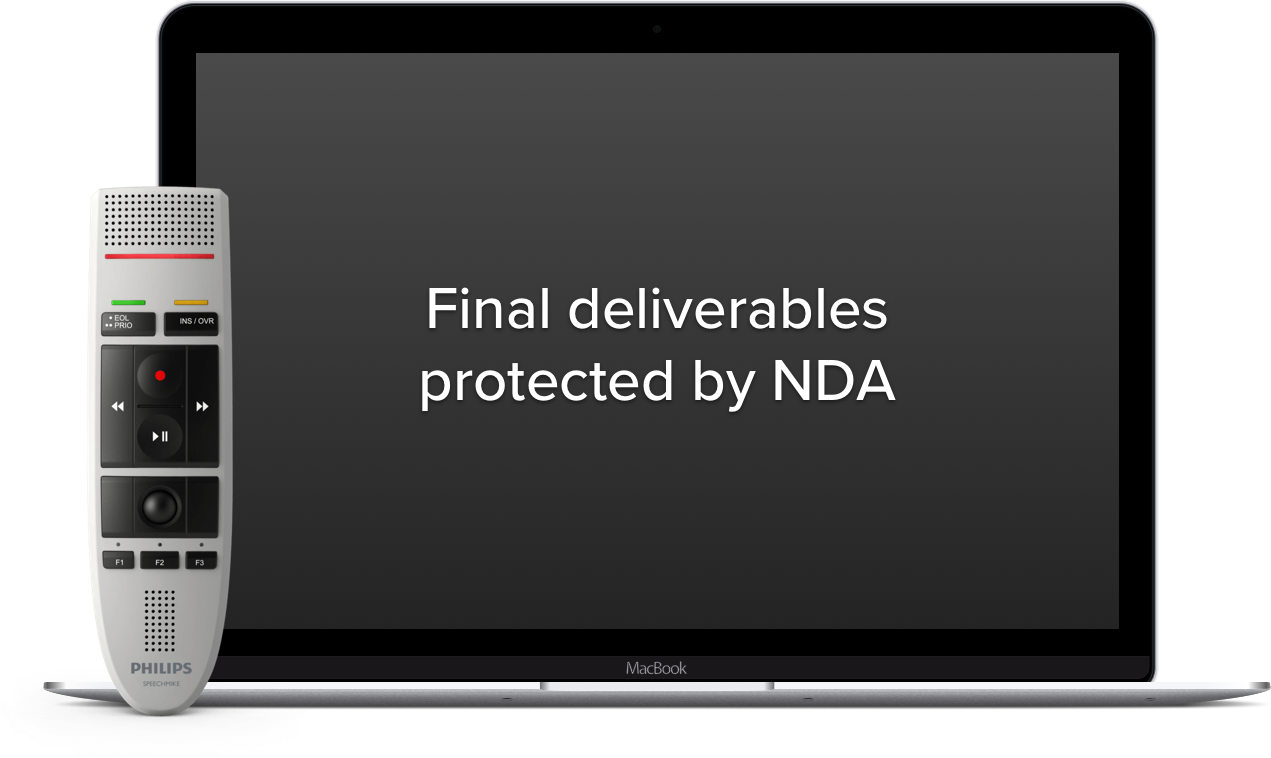 Final deliverables
protected by NDA
• EOL
•• PRIO
INS / OVR
F1
F2
F3
PHILIPS
SPEECHMIKE
MacBook